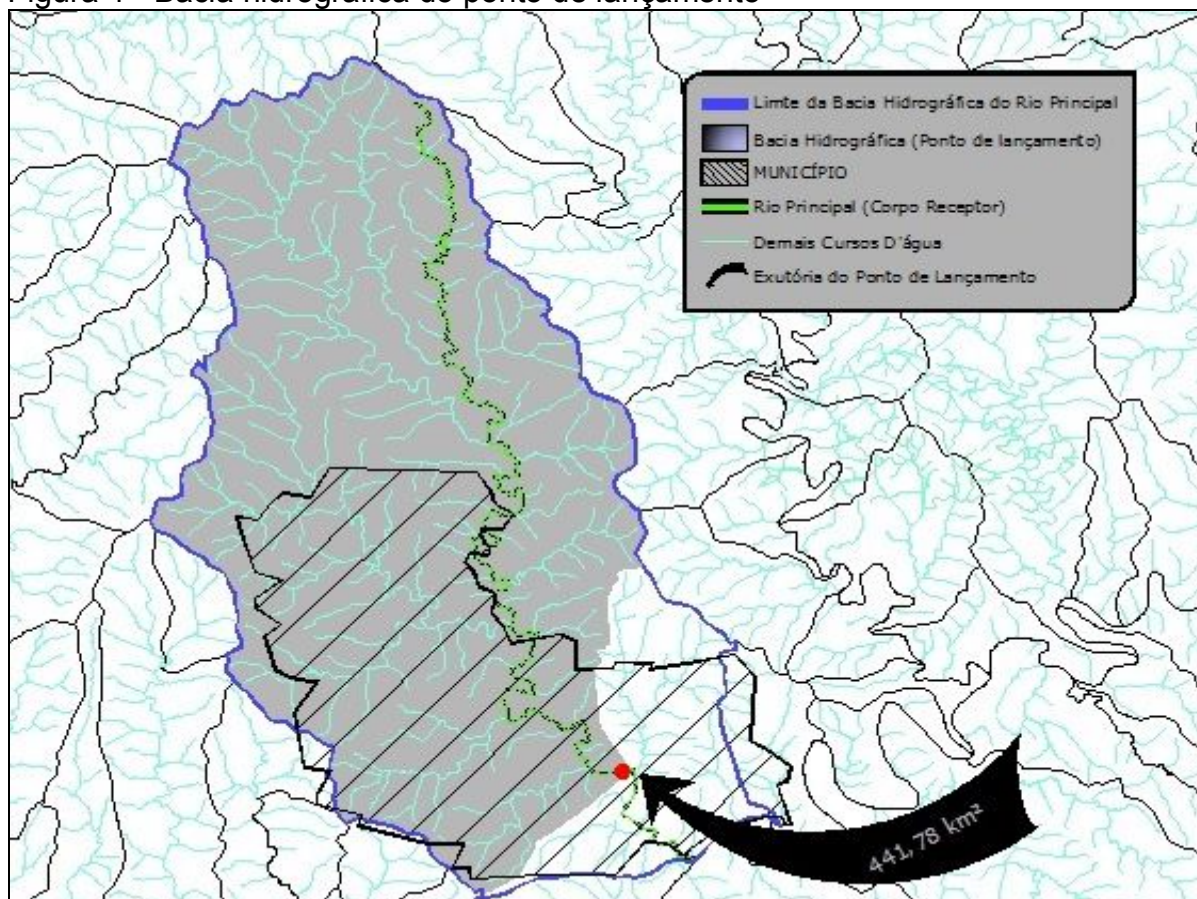 Figura 4 - Bacia hidrográfica do ponto de lançamento
Limte da Bacia Hidrográfica do Rio Principal
Bacia Hidrográfica (Ponto de lançamento)
MUNICÍPIO
Rio Principal (Corpo Receptor)
Demais Cursos D'água
Exutória do Ponto de Lançamento
441,78 km²